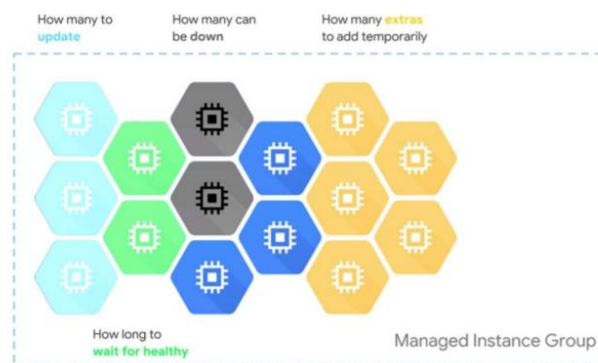 How many to
update
How many can
be down
How many extras
to add temporarily
How long to
wait for healthy
Managed Instance Group